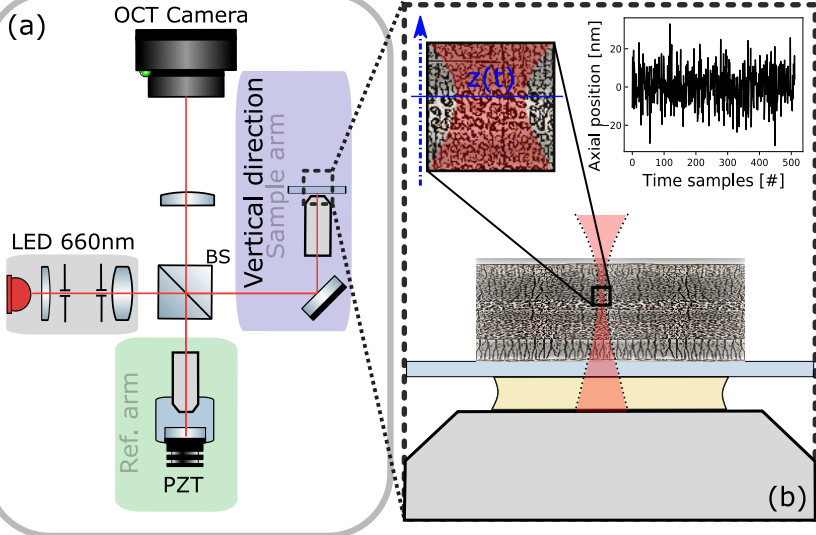 (a)
OCT Camera
Vertical direction
Sample arm
LED 660nm
BS
Ref. arm
PZT
z(t)
Axial position [nm]
20
0
−20
0
100
200
300
400
500
Time samples [#]
(b)